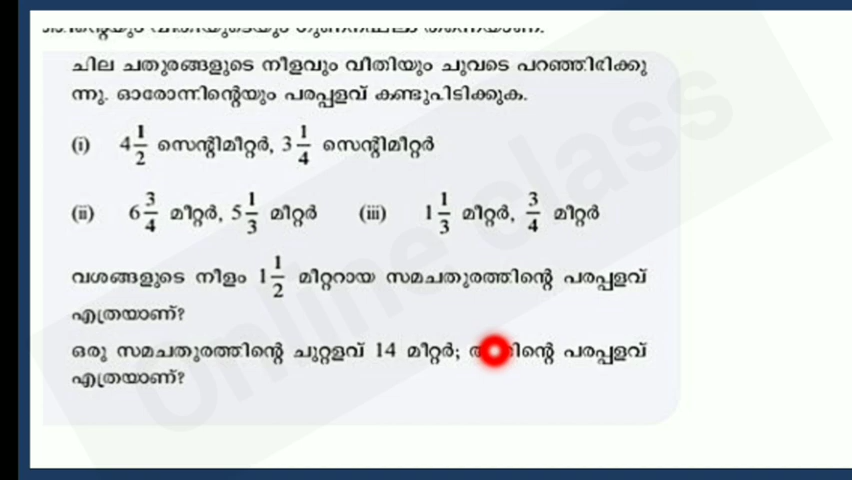 ചില ചതുരങ്ങളുടെ നീളവും വീതിയും ചുവടെ പറഞ്ഞിരിക്കു
ന്നു. ഓരോന്നിന്റെയും പരപ്പളവ് കണ്ടുപിടിക്കുക.
(i) 4 1/2 സെന്റിമീറ്റർ, 3 1/4 സെന്റിമീറ്റർ
(ii) 6 3/4 മീറ്റർ, 5 1/3 മീറ്റർ (iii) 1 1/3 മീറ്റർ, 3/4 മീറ്റർ
വശങ്ങളുടെ നീളം 1 1/2 മീറ്ററായ സമചതുരത്തിന്റെ പരപ്പളവ്
എത്രയാണ്?
ഒരു സമചതുരത്തിന്റെ ചുറ്റളവ് 14 മീറ്റർ; പരപ്പളവ്
എത്രയാണ്?
Online class